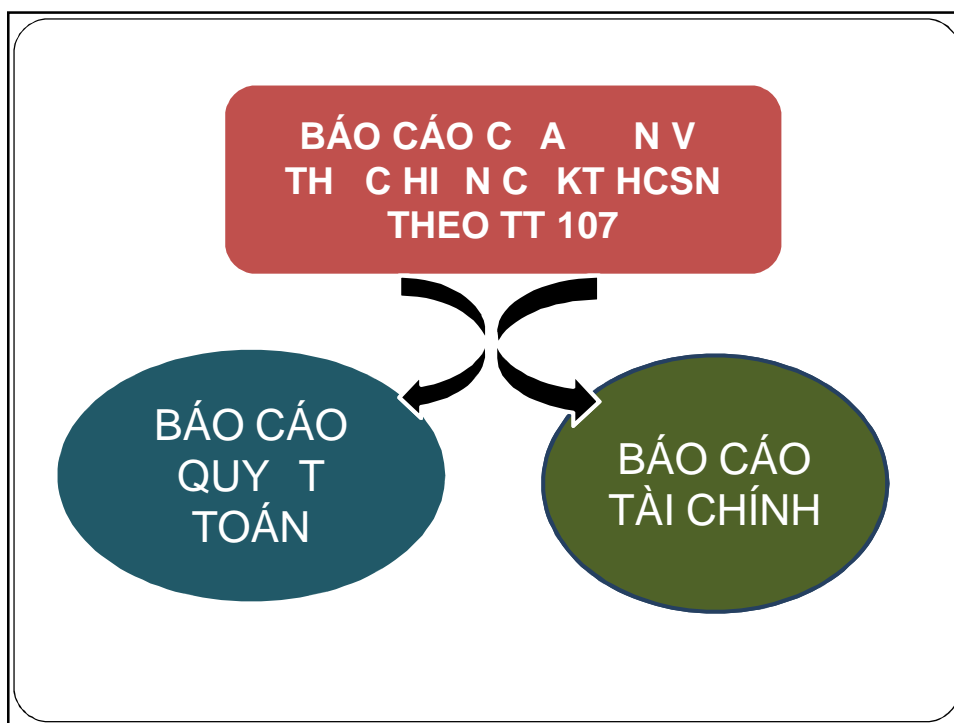 BÁO CÁO C A N V
TH C HI N C KT HCSN
THEO TT 107
BÁO CÁO
QUY T
TOÁN
BÁO CÁO
TÀI CHÍNH